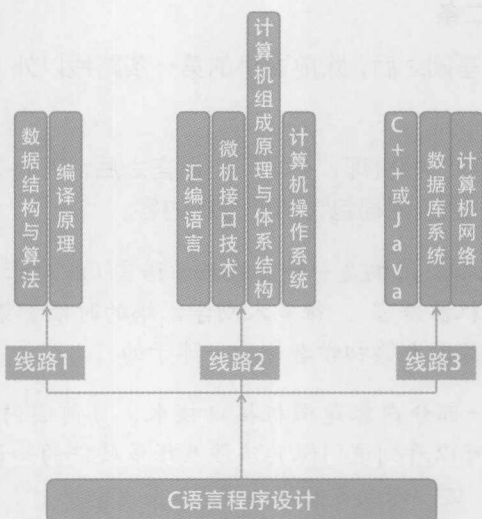 数据结构与算法
编译原理
汇编语言
微机接口技术
计算机组成原理与体系结构
计算机操作系统
C++或Java
数据库系统
计算机网络
线路1
线路2
线路3
C语言程序设计